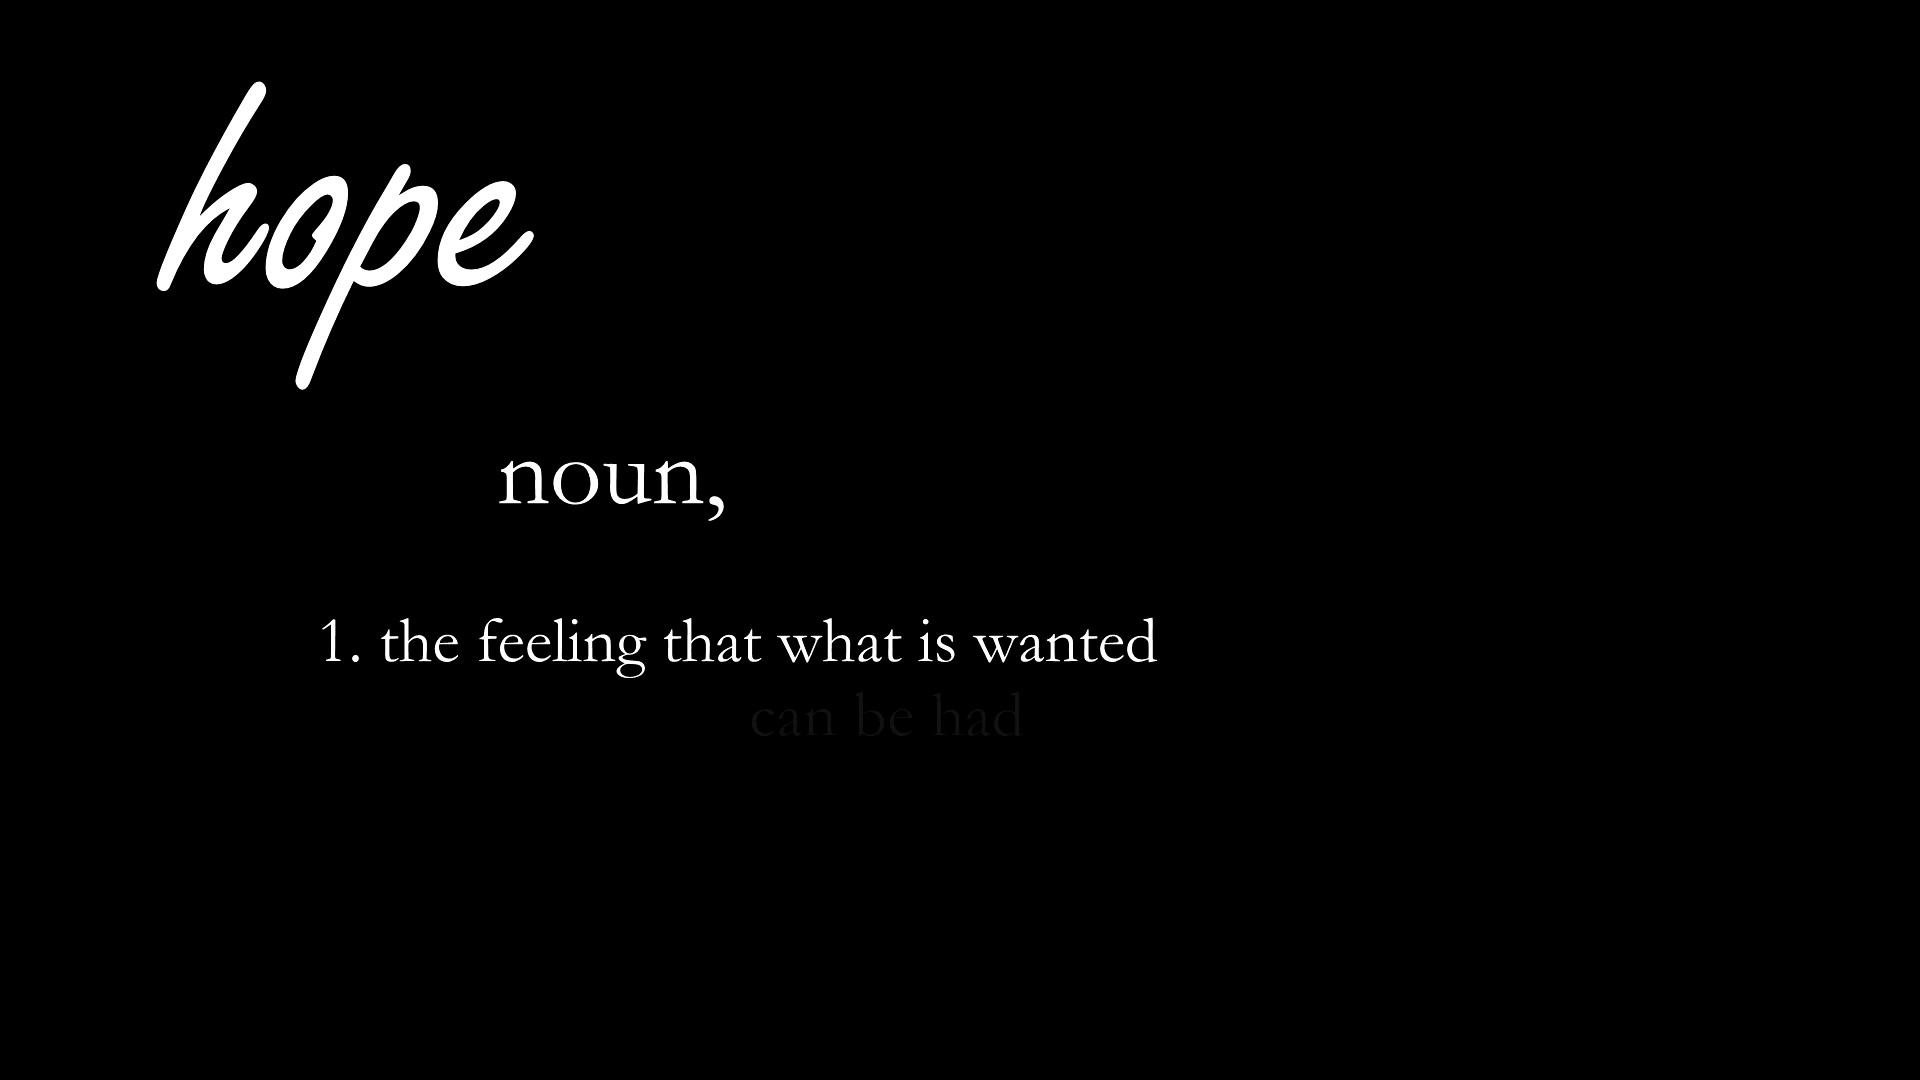 hope
noun,
1. the feeling that what is wanted
can be had